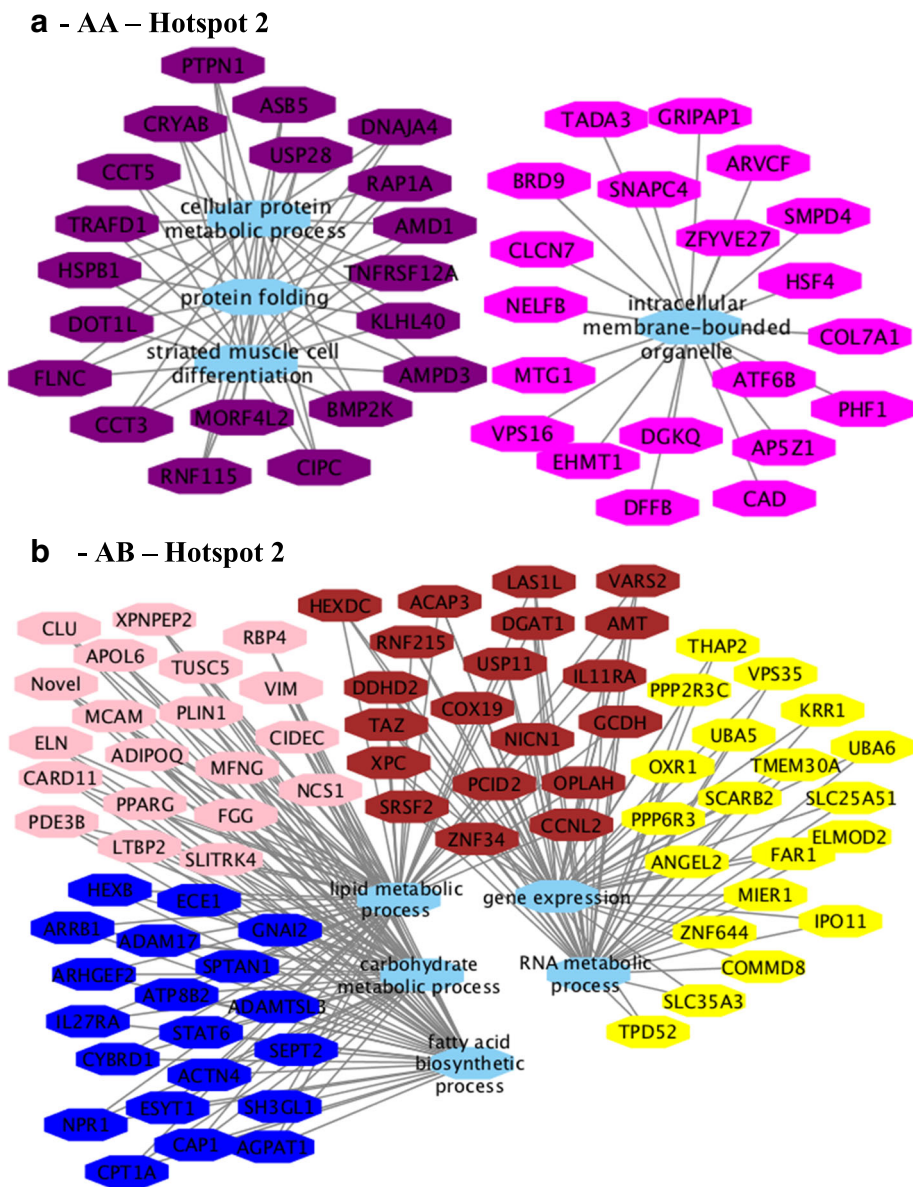 a - AA – Hotspot 2
PTPN1
ASB5
CRYAB
DNAJA4
USP28
CCT5
RAP1A
cellular protein
metabolic process
TRAFD1
AMD1
HSPB1
TNFRSF12A
protein folding
DOT1L
KLHL40
striated muscle cell
differentiation
FLNC
AMPD3
BMP2K
MORF4L2
CCT3
CIPC
RNF115
TADA3
GRIPAP1
ARVCF
BRD9
SNAPC4
SMPD4
ZFYVE27
CLCN7
HSF4
NELFB
intracellular
membrane-bounded
organelle
COL7A1
MTG1
ATF6B
PHF1
VPS16
DGKQ
AP5Z1
EHMT1
CAD
DFFB
b - AB – Hotspot 2
CLU
XPNPEP2
RBP4
APOL6
TUSC5
Novel
VIM
MCAM
PLIN1
ELN
ADIPOQ
CIDEC
MFNG
CARD11
NCS1
PPARG
FGG
PDE3B
LTBP2
SLITRK4
HEXDC
ACAP3
LAS1L
VARS2
RNF215
DGAT1
AMT
USP11
DDHD2
IL11RA
COX19
TAZ
GCDH
NICN1
XPC
PCID2
OPLAH
SRSF2
CCNL2
ZNF34
THAP2
VPS35
PPP2R3C
KRR1
UBA5
UBA6
OXR1
TMEM30A
SCARB2
SLC25A51
PPP6R3
ELMOD2
FAR1
ANGEL2
MIER1
IPO11
ZNF644
COMMD8
SLC35A3
TPD52
lipid metabolic
process
gene expression
carbohydrate
metabolic process
RNA metabolic
process
fatty acid
biosynthetic
process
HEXB
ECE1
ARRB1
GNAI2
ADAM17
SPTAN1
ARHGEF2
ATP8B2
ADAMTSL3
IL27RA
STAT6
SEPT2
CYBRD1
ACTN4
ESYT1
SH3GL1
NPR1
CAP1
AGPAT1
CPT1A